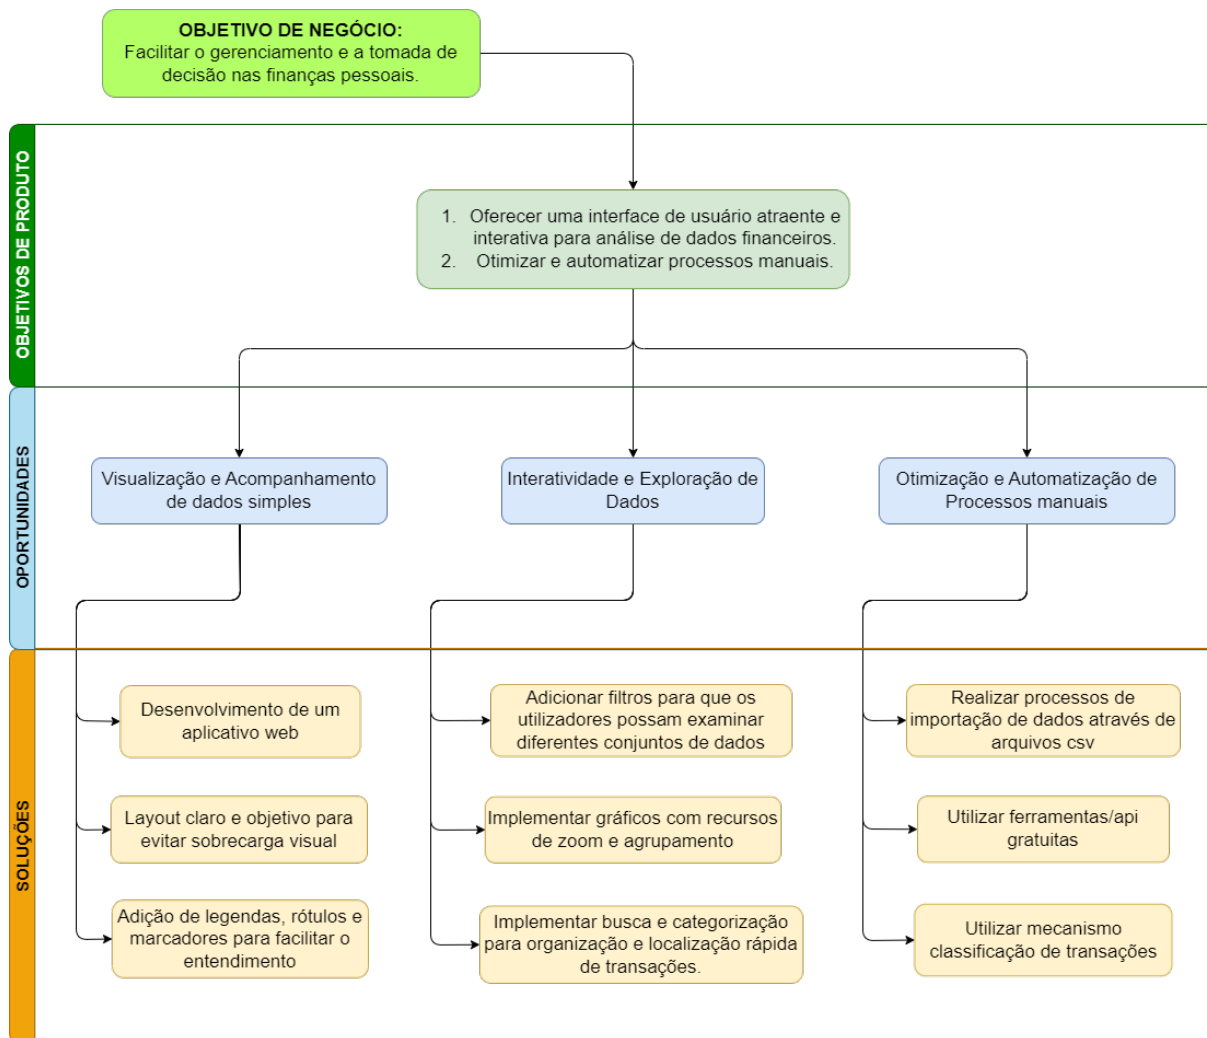 OBJETIVO DE NEGÓCIO:
Facilitar o gerenciamento e a tomada de
decisão nas finanças pessoais.
OBJETIVOS DE PRODUTO
1. Oferecer uma interface de usuário atraente e
interativa para análise de dados financeiros.
2. Otimizar e automatizar processos manuais.
OPORTUNIDADES
Visualização e Acompanhamento
de dados simples
Interatividade e Exploração de
Dados
Otimização e Automatização de
Processos manuais
SOLUÇÕES
Desenvolvimento de um
aplicativo web
Layout claro e objetivo para
evitar sobrecarga visual
Adição de legendas, rótulos e
marcadores para facilitar o
entendimento
Adicionar filtros para que os
utilizadores possam examinar
diferentes conjuntos de dados
Implementar gráficos com recursos
de zoom e agrupamento
Implementar busca e categorização
para organização e localização rápida
de transações.
Realizar processos de
importação de dados através de
arquivos csv
Utilizar ferramentas/api
gratuitas
Utilizar mecanismo
classificação de transações